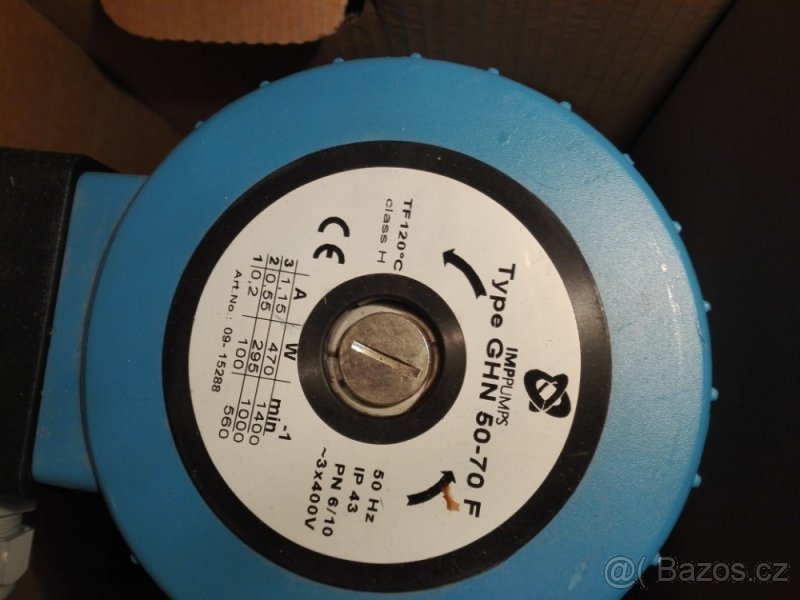 IMPPUMPS
Type GHN 50-70 F
TF120°C
class H
CE
A W min-1
3 1,15 470 1400
2 0,55 295 1000
1 0,2 100 560
Art.No.: 09-15288
50 Hz
IP 43
PN 6/10
~3x400V
@( Bazos.cz